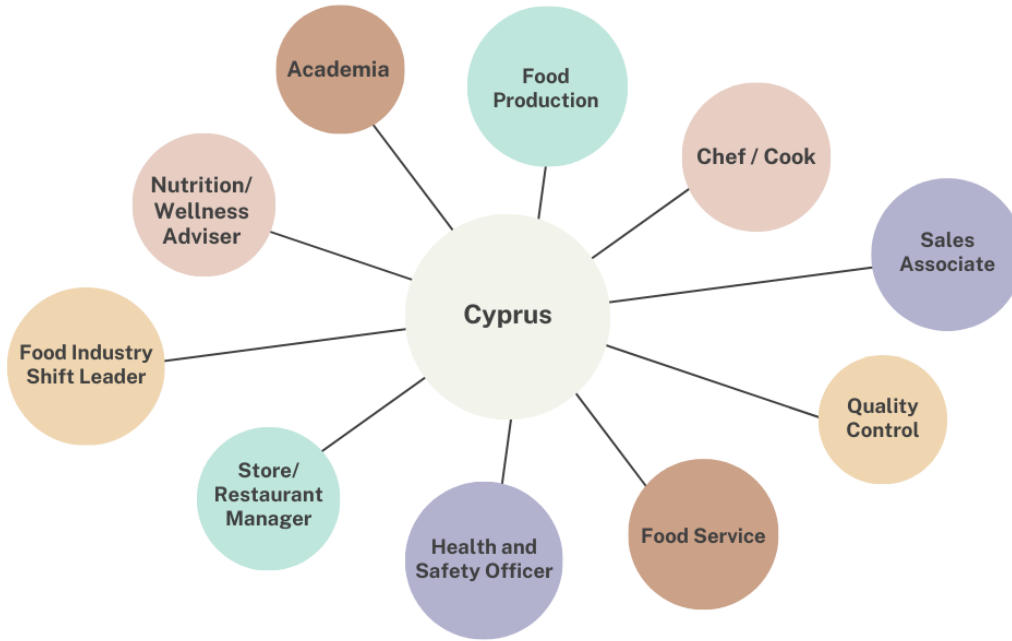 Academia
Food
Production
Chef / Cook
Nutrition/
Wellness
Adviser
Sales
Associate
Cyprus
Food Industry
Shift Leader
Quality
Control
Store/
Restaurant
Manager
Health and
Safety Officer
Food Service